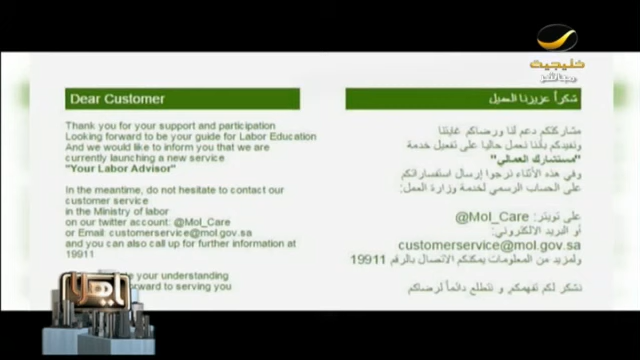 خليجية
مباشر
Dear Customer
Thank you for your support and participation
Looking forward to be your guide for Labor Education
And we would like to inform you that we are
currently launching a new service
"Your Labor Advisor"
In the meantime, do not hesitate to contact our
customer service
in the Ministry of labor
on our twitter account: @Mol_Care
or Email: customerservice@mol.gov.sa
and you can also call up for further information at
19911
e your understanding
rward to serving you
شكراً عزيزنا العميل
مشاركتكم دعم لنا ورضاكم غايتنا
ونفيدكم بأننا نعمل حاليا على تفعيل خدمة
"مستشارك العمالي"
وفي هذه الأثناء نرجوا إرسال استفساراتكم
على الحساب الرسمي لخدمة وزارة العمل:
على تويتر: @Mol_Care
أو البريد الالكتروني:
customerservice@mol.gov.sa
ولمزيد من المعلومات يمكنكم الاتصال بالرقم 19911
نشكر لكم تفهمكم, و نتطلع دائماً لرضاكم
ياهلا